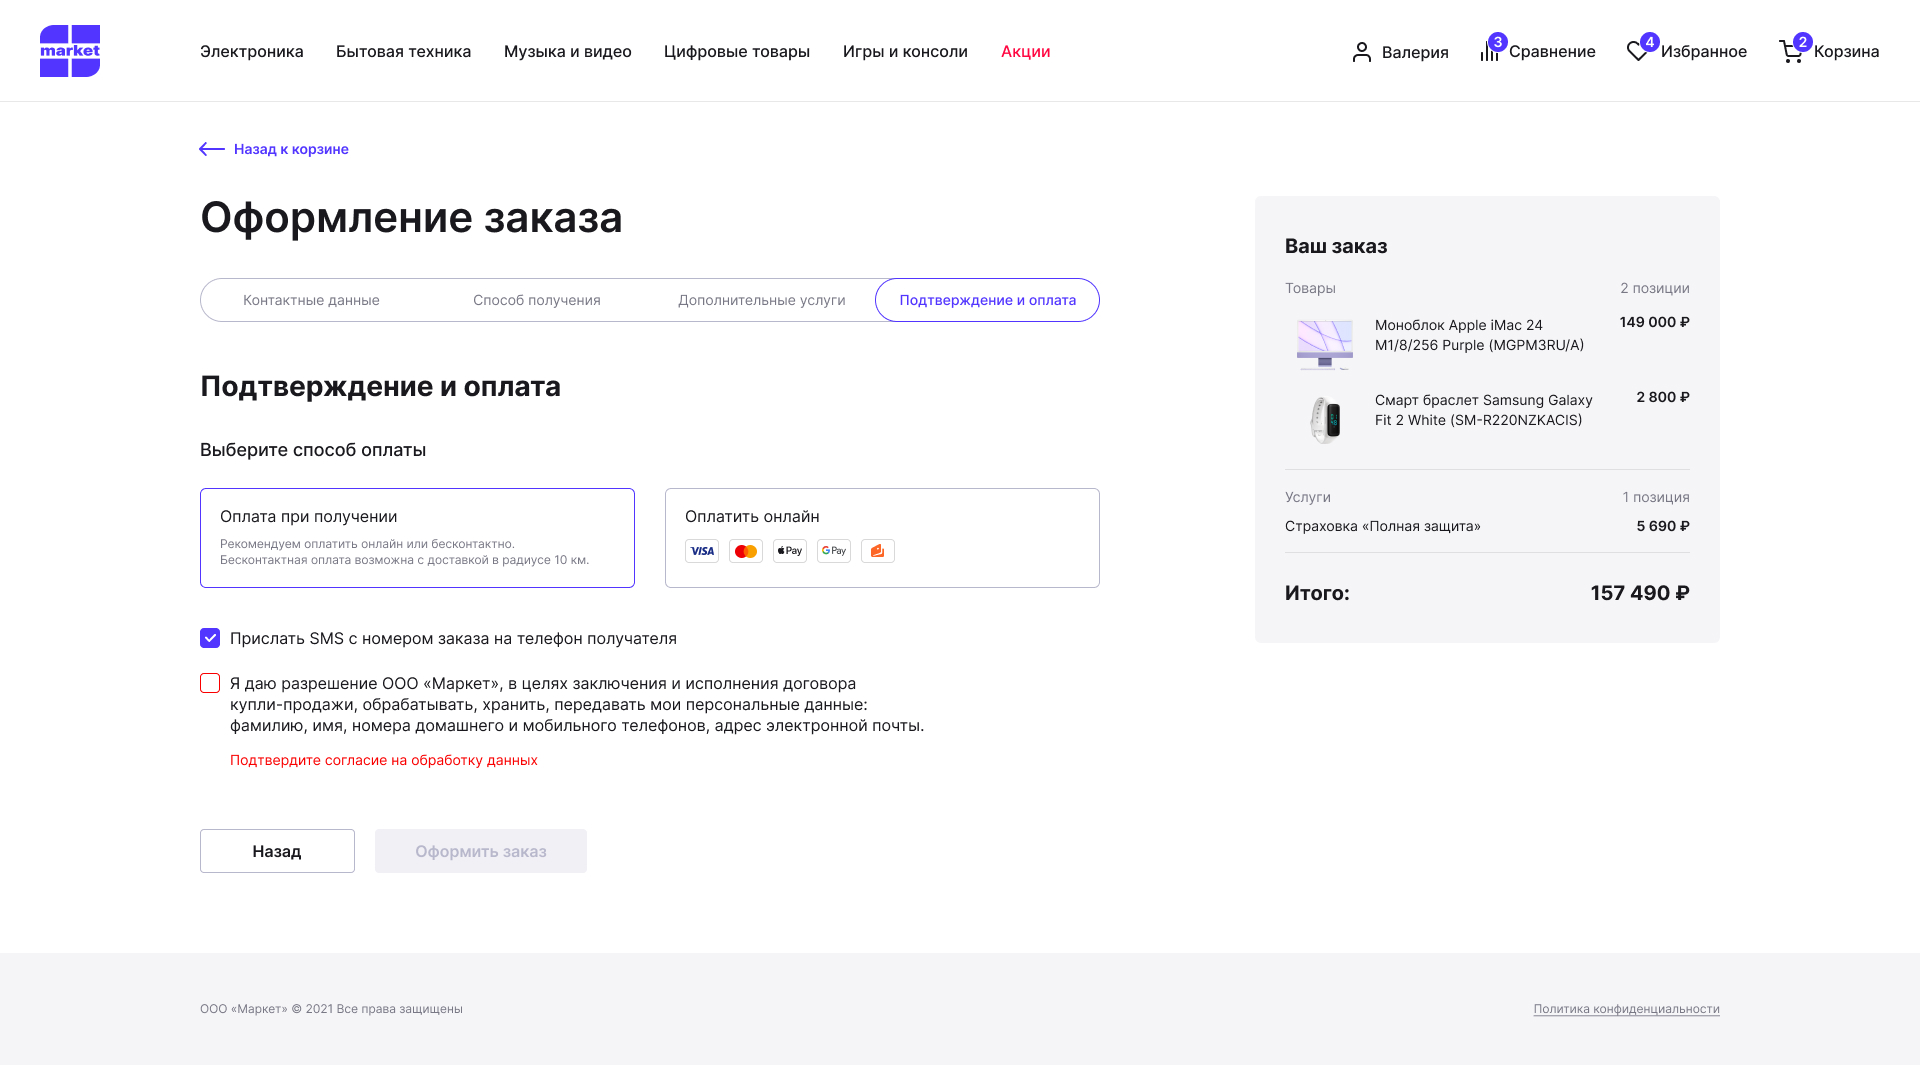 market
Электроника
Бытовая техника
Музыка и видео
Цифровые товары
Игры и консоли
Акции
Валерия
3
Сравнение
4
Избранное
2
Корзина
Назад к корзине
Оформление заказа
Контактные данные
Способ получения
Дополнительные услуги
Подтверждение и оплата
Подтверждение и оплата
Выберите способ оплаты
Оплата при получении
Рекомендуем оплатить онлайн или бесконтактно.
Бесконтактная оплата возможна с доставкой в радиусе 10 км.
Оплатить онлайн
VISA
Pay
G Pay
Прислать SMS с номером заказа на телефон получателя
Я даю разрешение ООО «Маркет», в целях заключения и исполнения договора
купли-продажи, обрабатывать, хранить, передавать мои персональные данные:
фамилию, имя, номера домашнего и мобильного телефонов, адрес электронной почты.
Подтвердите согласие на обработку данных
Назад
Оформить заказ
Ваш заказ
Товары
2 позиции
Моноблок Apple iMac 24
M1/8/256 Purple (MGPM3RU/A)
149 000 ₽
Смарт браслет Samsung Galaxy
Fit 2 White (SM-R220NZKACIS)
2 800 ₽
Услуги
1 позиция
Страховка «Полная защита»
5 690 ₽
Итого:
157 490 ₽
ООО «Маркет» © 2021 Все права защищены
Политика конфиденциальности